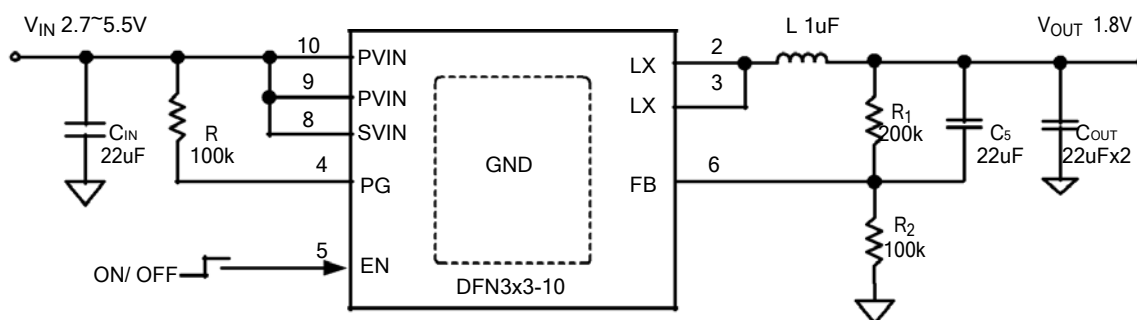 VIN 2.7~5.5V
L 1uF
VOUT 1.8V
10
PVIN
2
LX
9
PVIN
3
LX
8
SVIN
CIN
22uF
R
100k
R1
200k
C5
22uF
COUT
22uFx2
GND
4
PG
6
FB
R2
100k
5
EN
ON/ OFF
DFN3x3-10